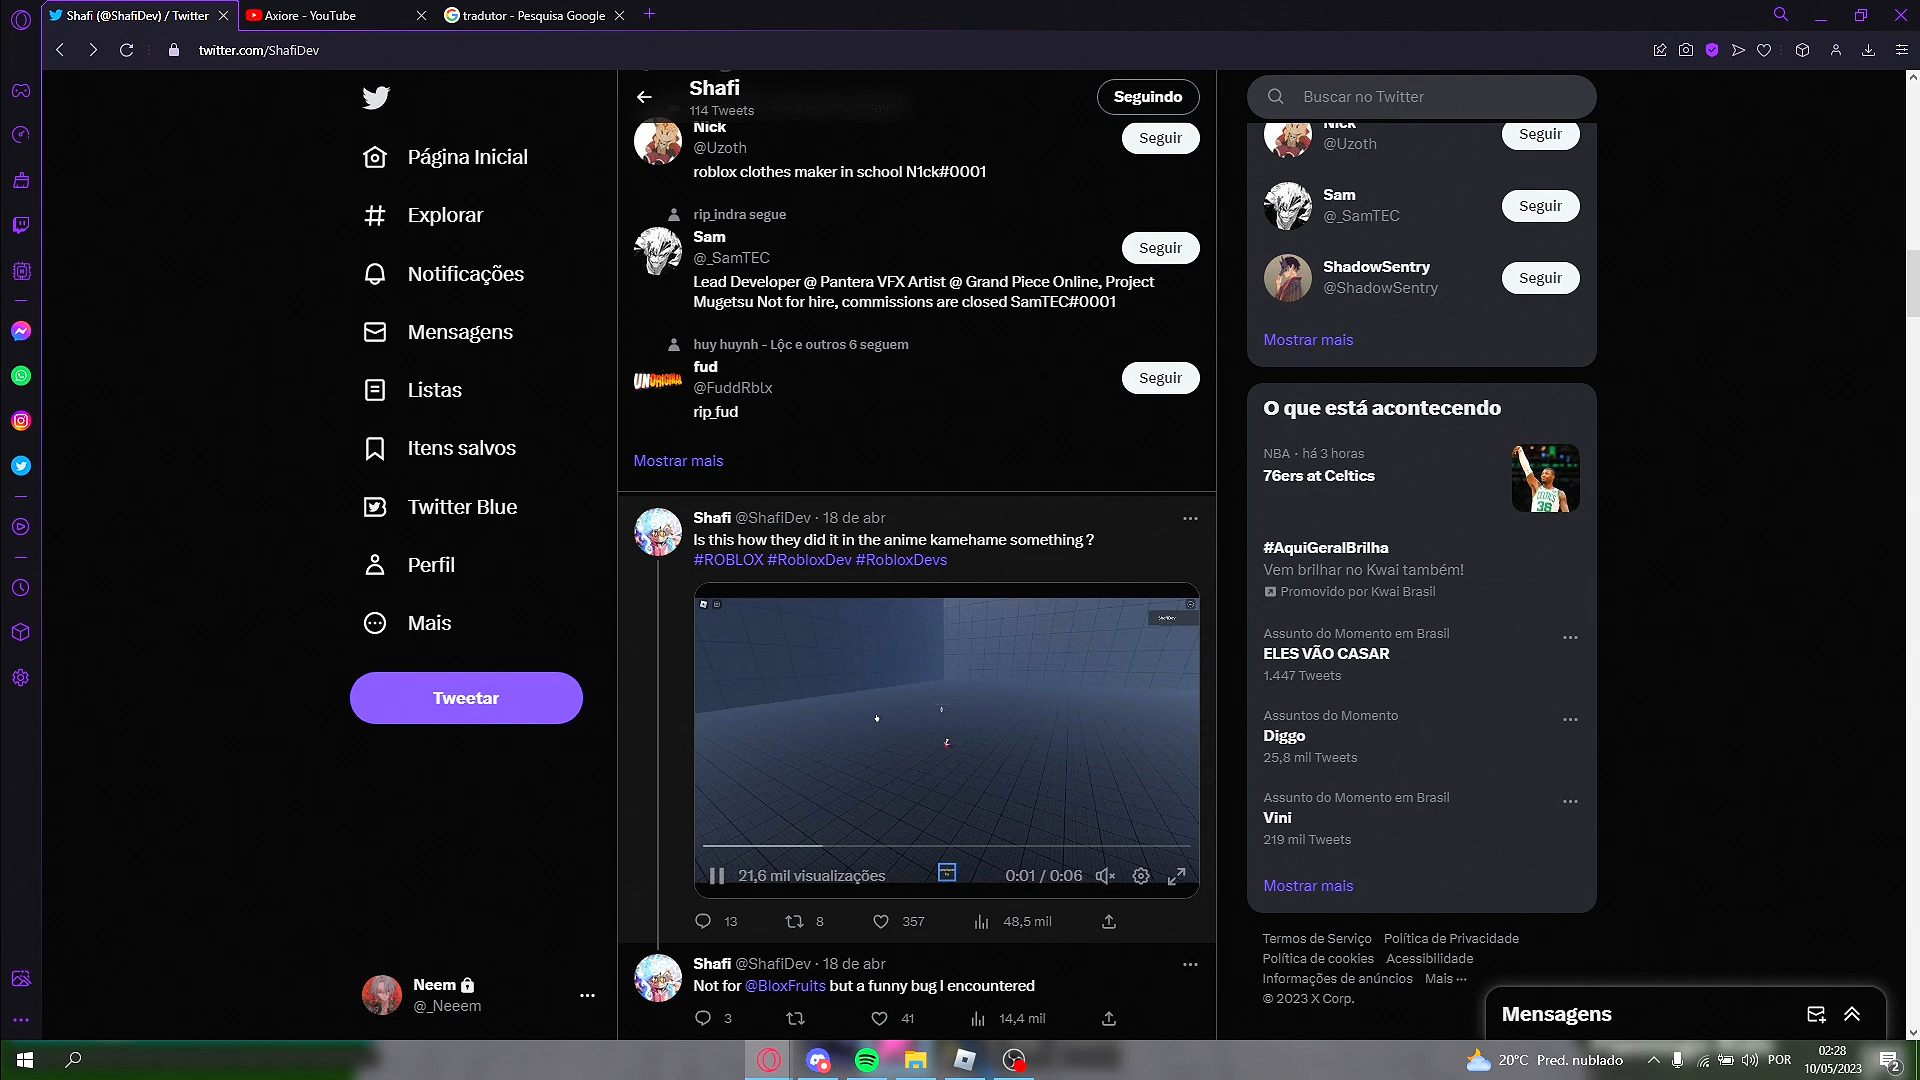 Shafi (@ShafiDev) / Twitter
Axiore - YouTube
tradutor - Pesquisa Google
twitter.com/ShafiDev
Página Inicial
Explorar
Notificações
Mensagens
Listas
Itens salvos
Twitter Blue
Perfil
Mais
Tweetar
Neem
@_Neeem
Shafi
114 Tweets
Seguindo
Nick
@Uzoth
Seguir
roblox clothes maker in school N1ck#0001
rip_indra segue
Sam
@_SamTEC
Seguir
Lead Developer @ Pantera VFX Artist @ Grand Piece Online, Project
Mugetsu Not for hire, commissions are closed SamTEC#0001
huy huynh - Lộc e outros 6 seguem
UNORIGINAL
fud
@FuddRblx
Seguir
rip_fud
Mostrar mais
Shafi @ShafiDev · 18 de abr
Is this how they did it in the anime kamehame something ?
#ROBLOX #RobloxDev #RobloxDevs
ShafiDev
21,6 mil visualizações
0:01 / 0:06
13
8
357
48,5 mil
Shafi @ShafiDev · 18 de abr
Not for @BloxFruits but a funny bug I encountered
3
41
14,4 mil
Buscar no Twitter
Nick
@Uzoth
Seguir
Sam
@_SamTEC
Seguir
ShadowSentry
@ShadowSentry
Seguir
Mostrar mais
O que está acontecendo
NBA · há 3 horas
76ers at Celtics
CELTICS
36
#AquiGeralBrilha
Vem brilhar no Kwai também!
Promovido por Kwai Brasil
Assunto do Momento em Brasil
ELES VÃO CASAR
1.447 Tweets
Assuntos do Momento
Diggo
25,8 mil Tweets
Assunto do Momento em Brasil
Vini
219 mil Tweets
Mostrar mais
Termos de Serviço Política de Privacidade
Política de cookies Acessibilidade
Informações de anúncios Mais ···
© 2023 X Corp.
Mensagens
20°C Pred. nublado
POR
02:28
10/05/2023
2